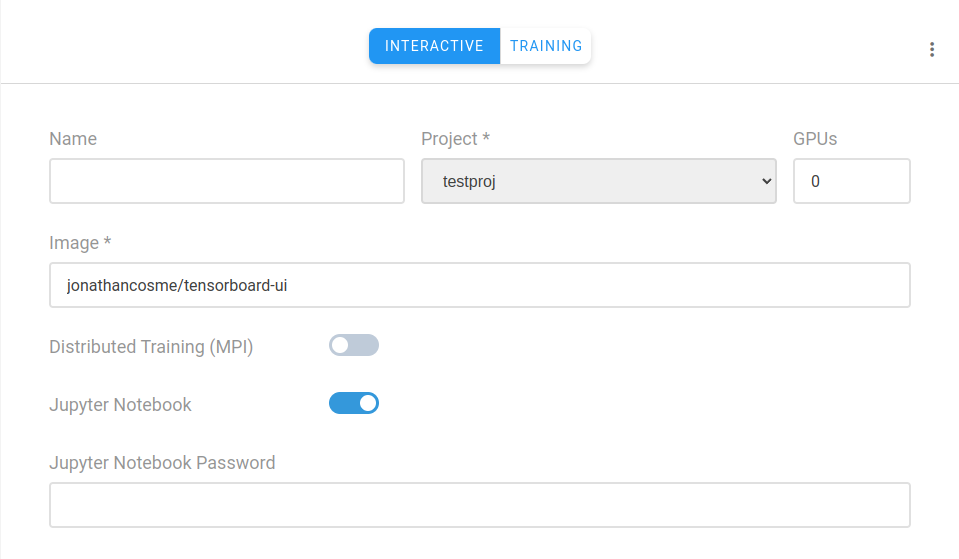 INTERACTIVE TRAINING
Name Project * GPUs
testproj 0
Image *
jonathancosme/tensorboard-ui
Distributed Training (MPI)
Jupyter Notebook
Jupyter Notebook Password